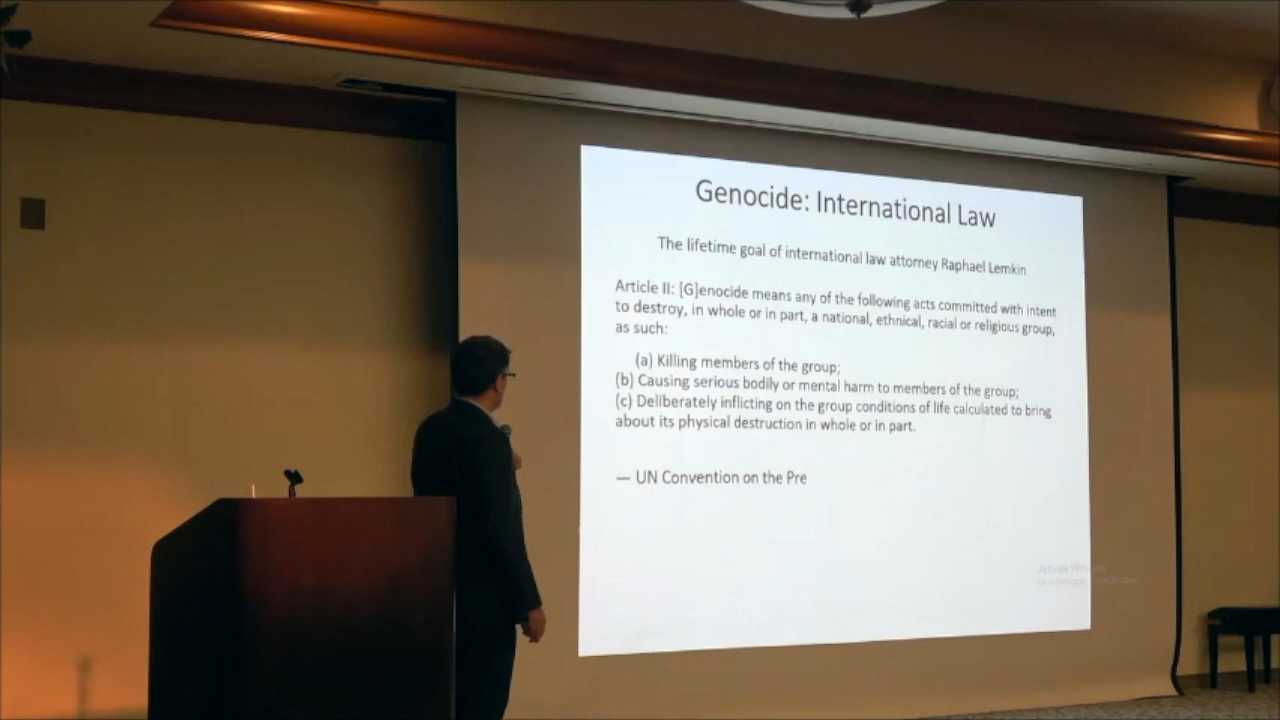 Genocide: International Law
The lifetime goal of international law attorney Raphael Lemkin
Article II: [G]enocide means any of the following acts committed with intent
to destroy, in whole or in part, a national, ethnical, racial or religious group,
as such:
(a) Killing members of the group;
(b) Causing serious bodily or mental harm to members of the group;
(c) Deliberately inflicting on the group conditions of life calculated to bring
about its physical destruction in whole or in part.
— UN Convention on the Pre
Activate